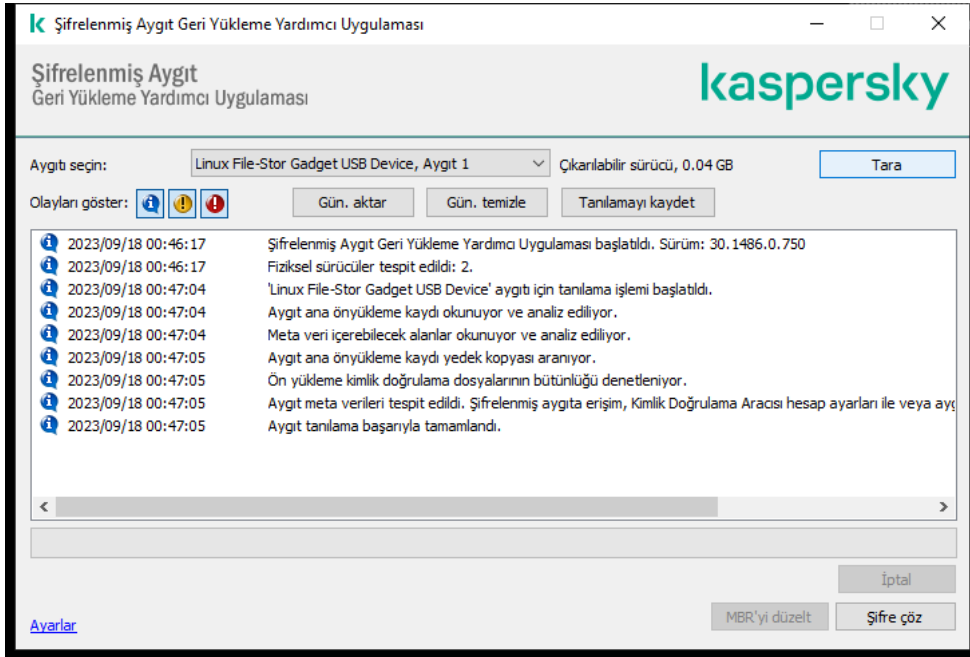 Şifrelenmiş Aygıt Geri Yükleme Yardımcı Uygulaması
Şifrelenmiş Aygıt
Geri Yükleme Yardımcı Uygulaması
kaspersky
Aygıtı seçin: Linux File-Stor Gadget USB Device, Aygıt 1 Çıkarılabilir sürücü, 0.04 GB Tara
Olayları göster: Gün. aktar Gün. temizle Tanılamayı kaydet
2023/09/18 00:46:17 Şifrelenmiş Aygıt Geri Yükleme Yardımcı Uygulaması başlatıldı. Sürüm: 30.1486.0.750
2023/09/18 00:46:17 Fiziksel sürücüler tespit edildi: 2.
2023/09/18 00:47:04 'Linux File-Stor Gadget USB Device' aygıtı için tanılama işlemi başlatıldı.
2023/09/18 00:47:04 Aygıt ana önyükleme kaydı okunuyor ve analiz ediliyor.
2023/09/18 00:47:04 Meta veri içerebilecek alanlar okunuyor ve analiz ediliyor.
2023/09/18 00:47:05 Aygıt ana önyükleme kaydı yedek kopyası aranıyor.
2023/09/18 00:47:05 Ön yükleme kimlik doğrulama dosyalarının bütünlüğü denetleniyor.
2023/09/18 00:47:05 Aygıt meta verileri tespit edildi. Şifrelenmiş aygıta erişim, Kimlik Doğrulama Aracısı hesap ayarları ile veya
2023/09/18 00:47:05 Aygıt tanılama başarıyla tamamlandı.
İptal
Ayarlar MBR'yi düzelt Şifre çöz